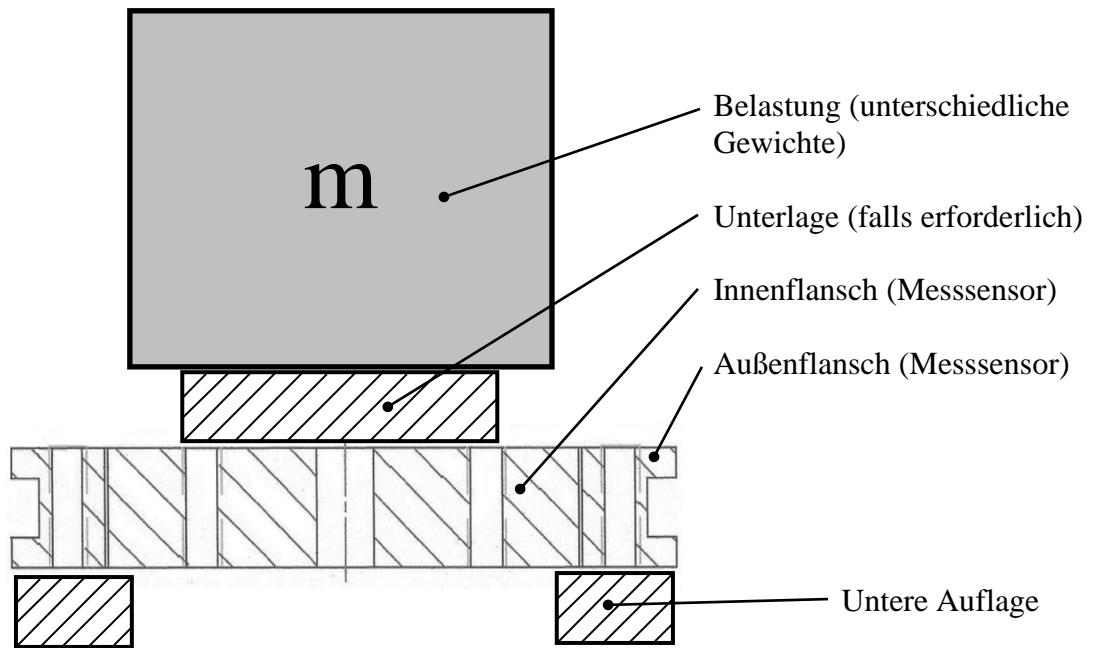 Belastung (unterschiedliche
Gewichte)
m
Unterlage (falls erforderlich)
Innenflansch (Messsensor)
Außenflansch (Messsensor)
Untere Auflage